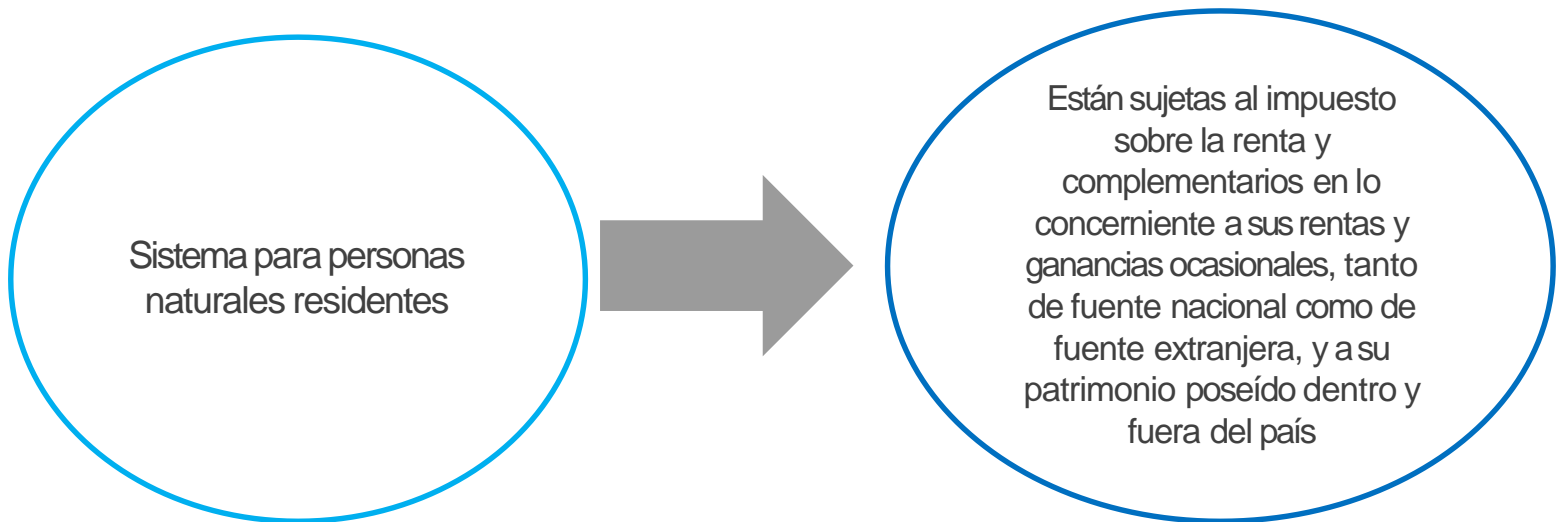 Sistema para personas
naturales residentes
Están sujetas al impuesto
sobre la renta y
complementarios en lo
concerniente a sus rentas y
ganancias ocasionales, tanto
de fuente nacional como de
fuente extranjera, y a su
patrimonio poseído dentro y
fuera del país